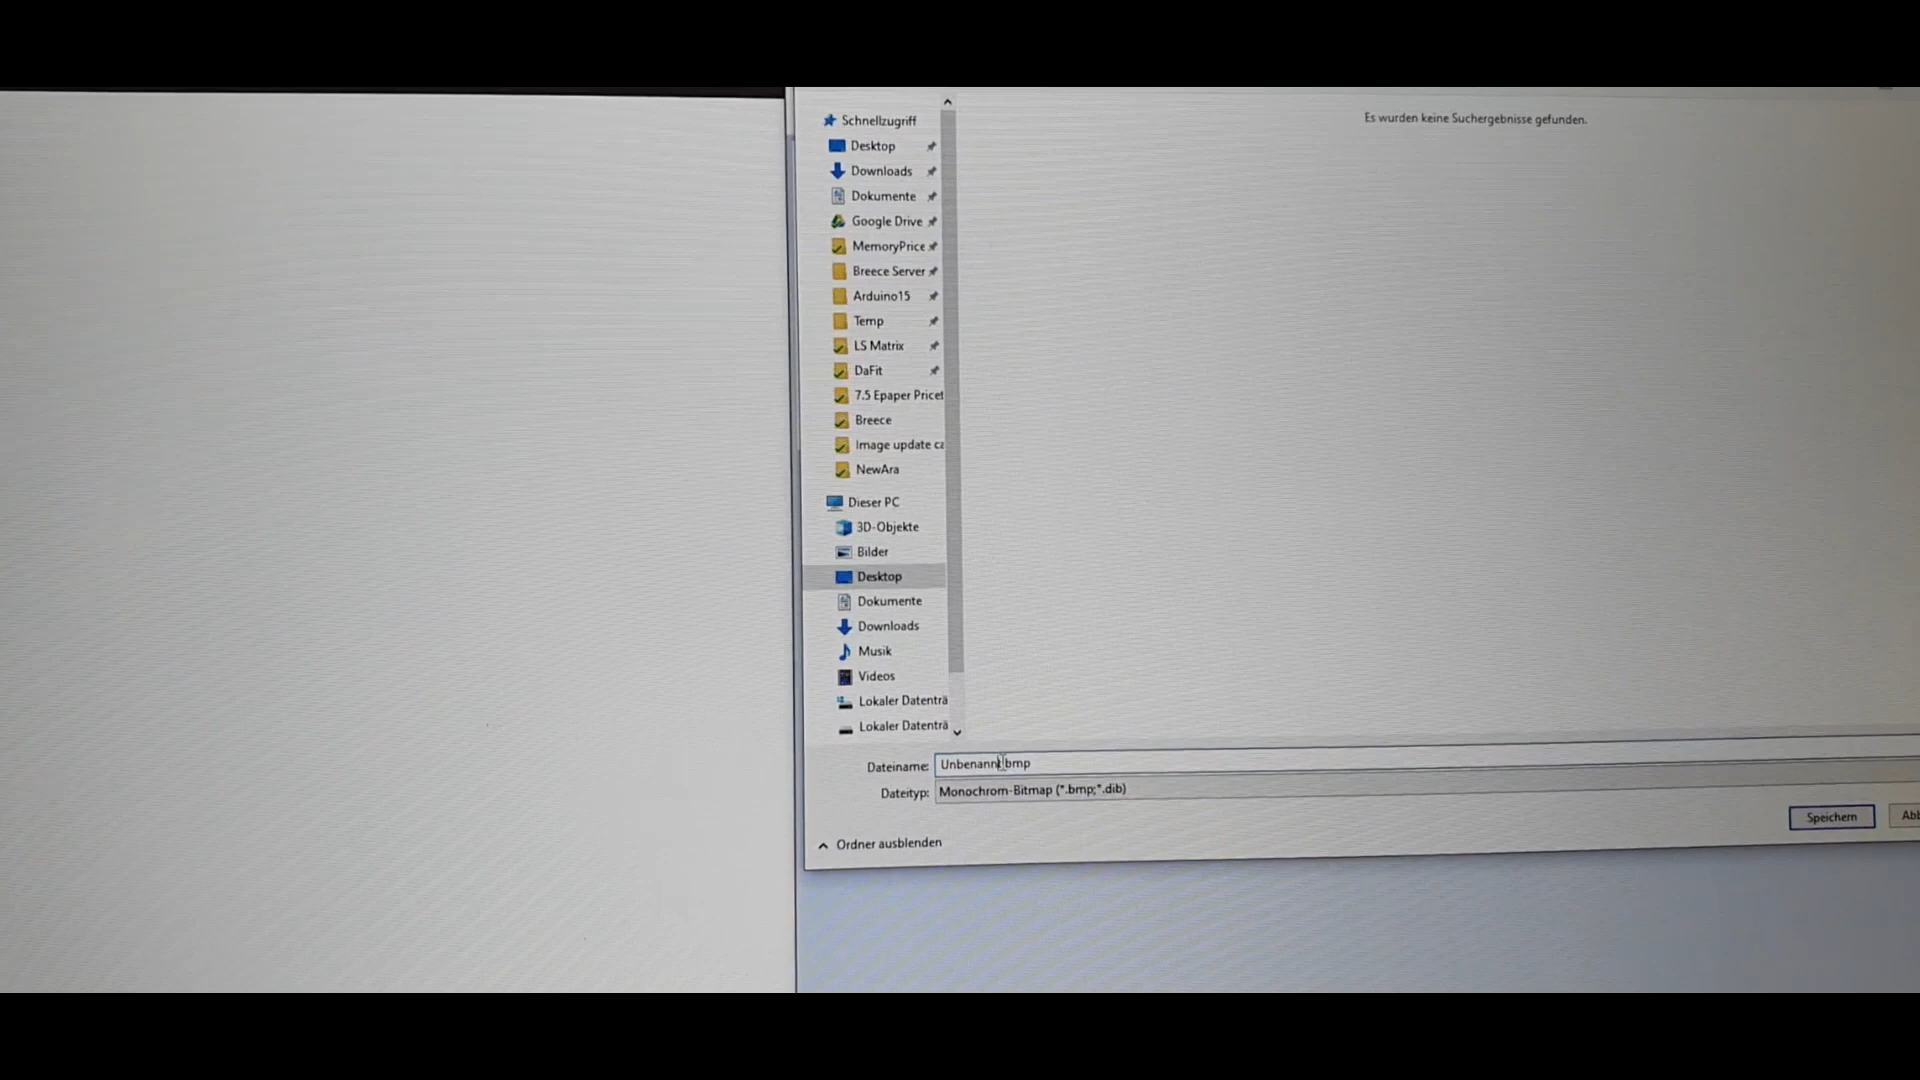 Es wurden keine Suchergebnisse gefunden.
Schnellzugriff
Desktop
Downloads
Dokumente
Google Drive
MemoryPrice
Breece Server
Arduino15
Temp
LS Matrix
DaFit
7.5 Epaper Pricet
Breece
Image update ca
NewAra
Dieser PC
3D-Objekte
Bilder
Desktop
Dokumente
Downloads
Musik
Videos
Lokaler Datenträ
Lokaler Datenträ
Dateiname: Unbenannt.bmp
Dateityp: Monochrom-Bitmap (*.bmp;*.dib)
Speichern Abb
Ordner ausblenden